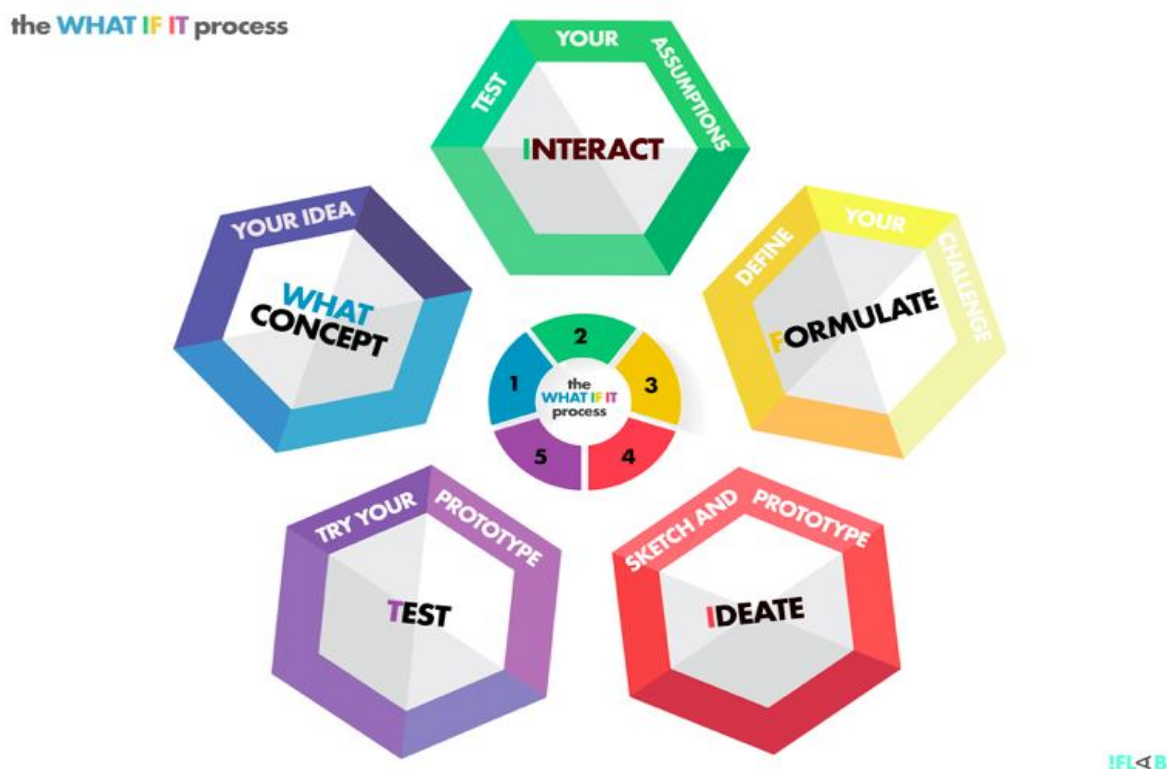 the WHAT IF IT process
TEST YOUR ASSUMPTIONS
INTERACT
YOUR IDEA
WHAT
CONCEPT
DEFINE YOUR CHALLENGE
FORMULATE
1
2
3
4
5
the
WHAT IF IT
process
TRY YOUR PROTOTYPE
TEST
SKETCH AND PROTOTYPE
IDEATE
!FLAB